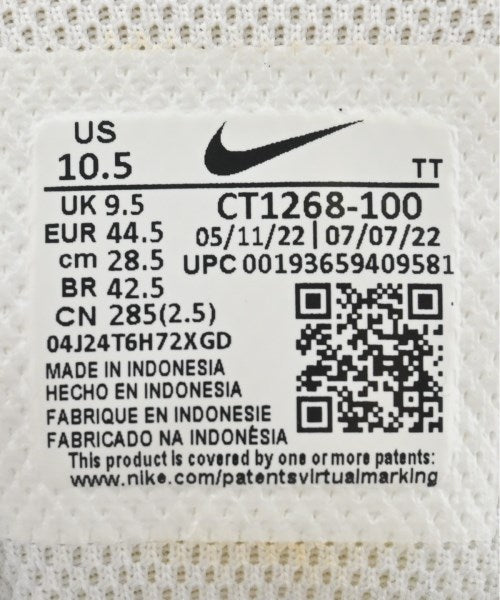 US
10.5
TT
UK 9.5
EUR 44.5
cm 28.5
BR 42.5
CN 285(2.5)
CT1268-100
05/11/22 | 07/07/22
UPC 00193659409581
04J24T6H72XGD
MADE IN INDONESIA
HECHO EN INDONESIA
FABRIQUE EN INDONESIE
FABRICADO NA INDONÉSIA
This product is covered by one or more patents:
www.nike.com/patentsvirtualmarking